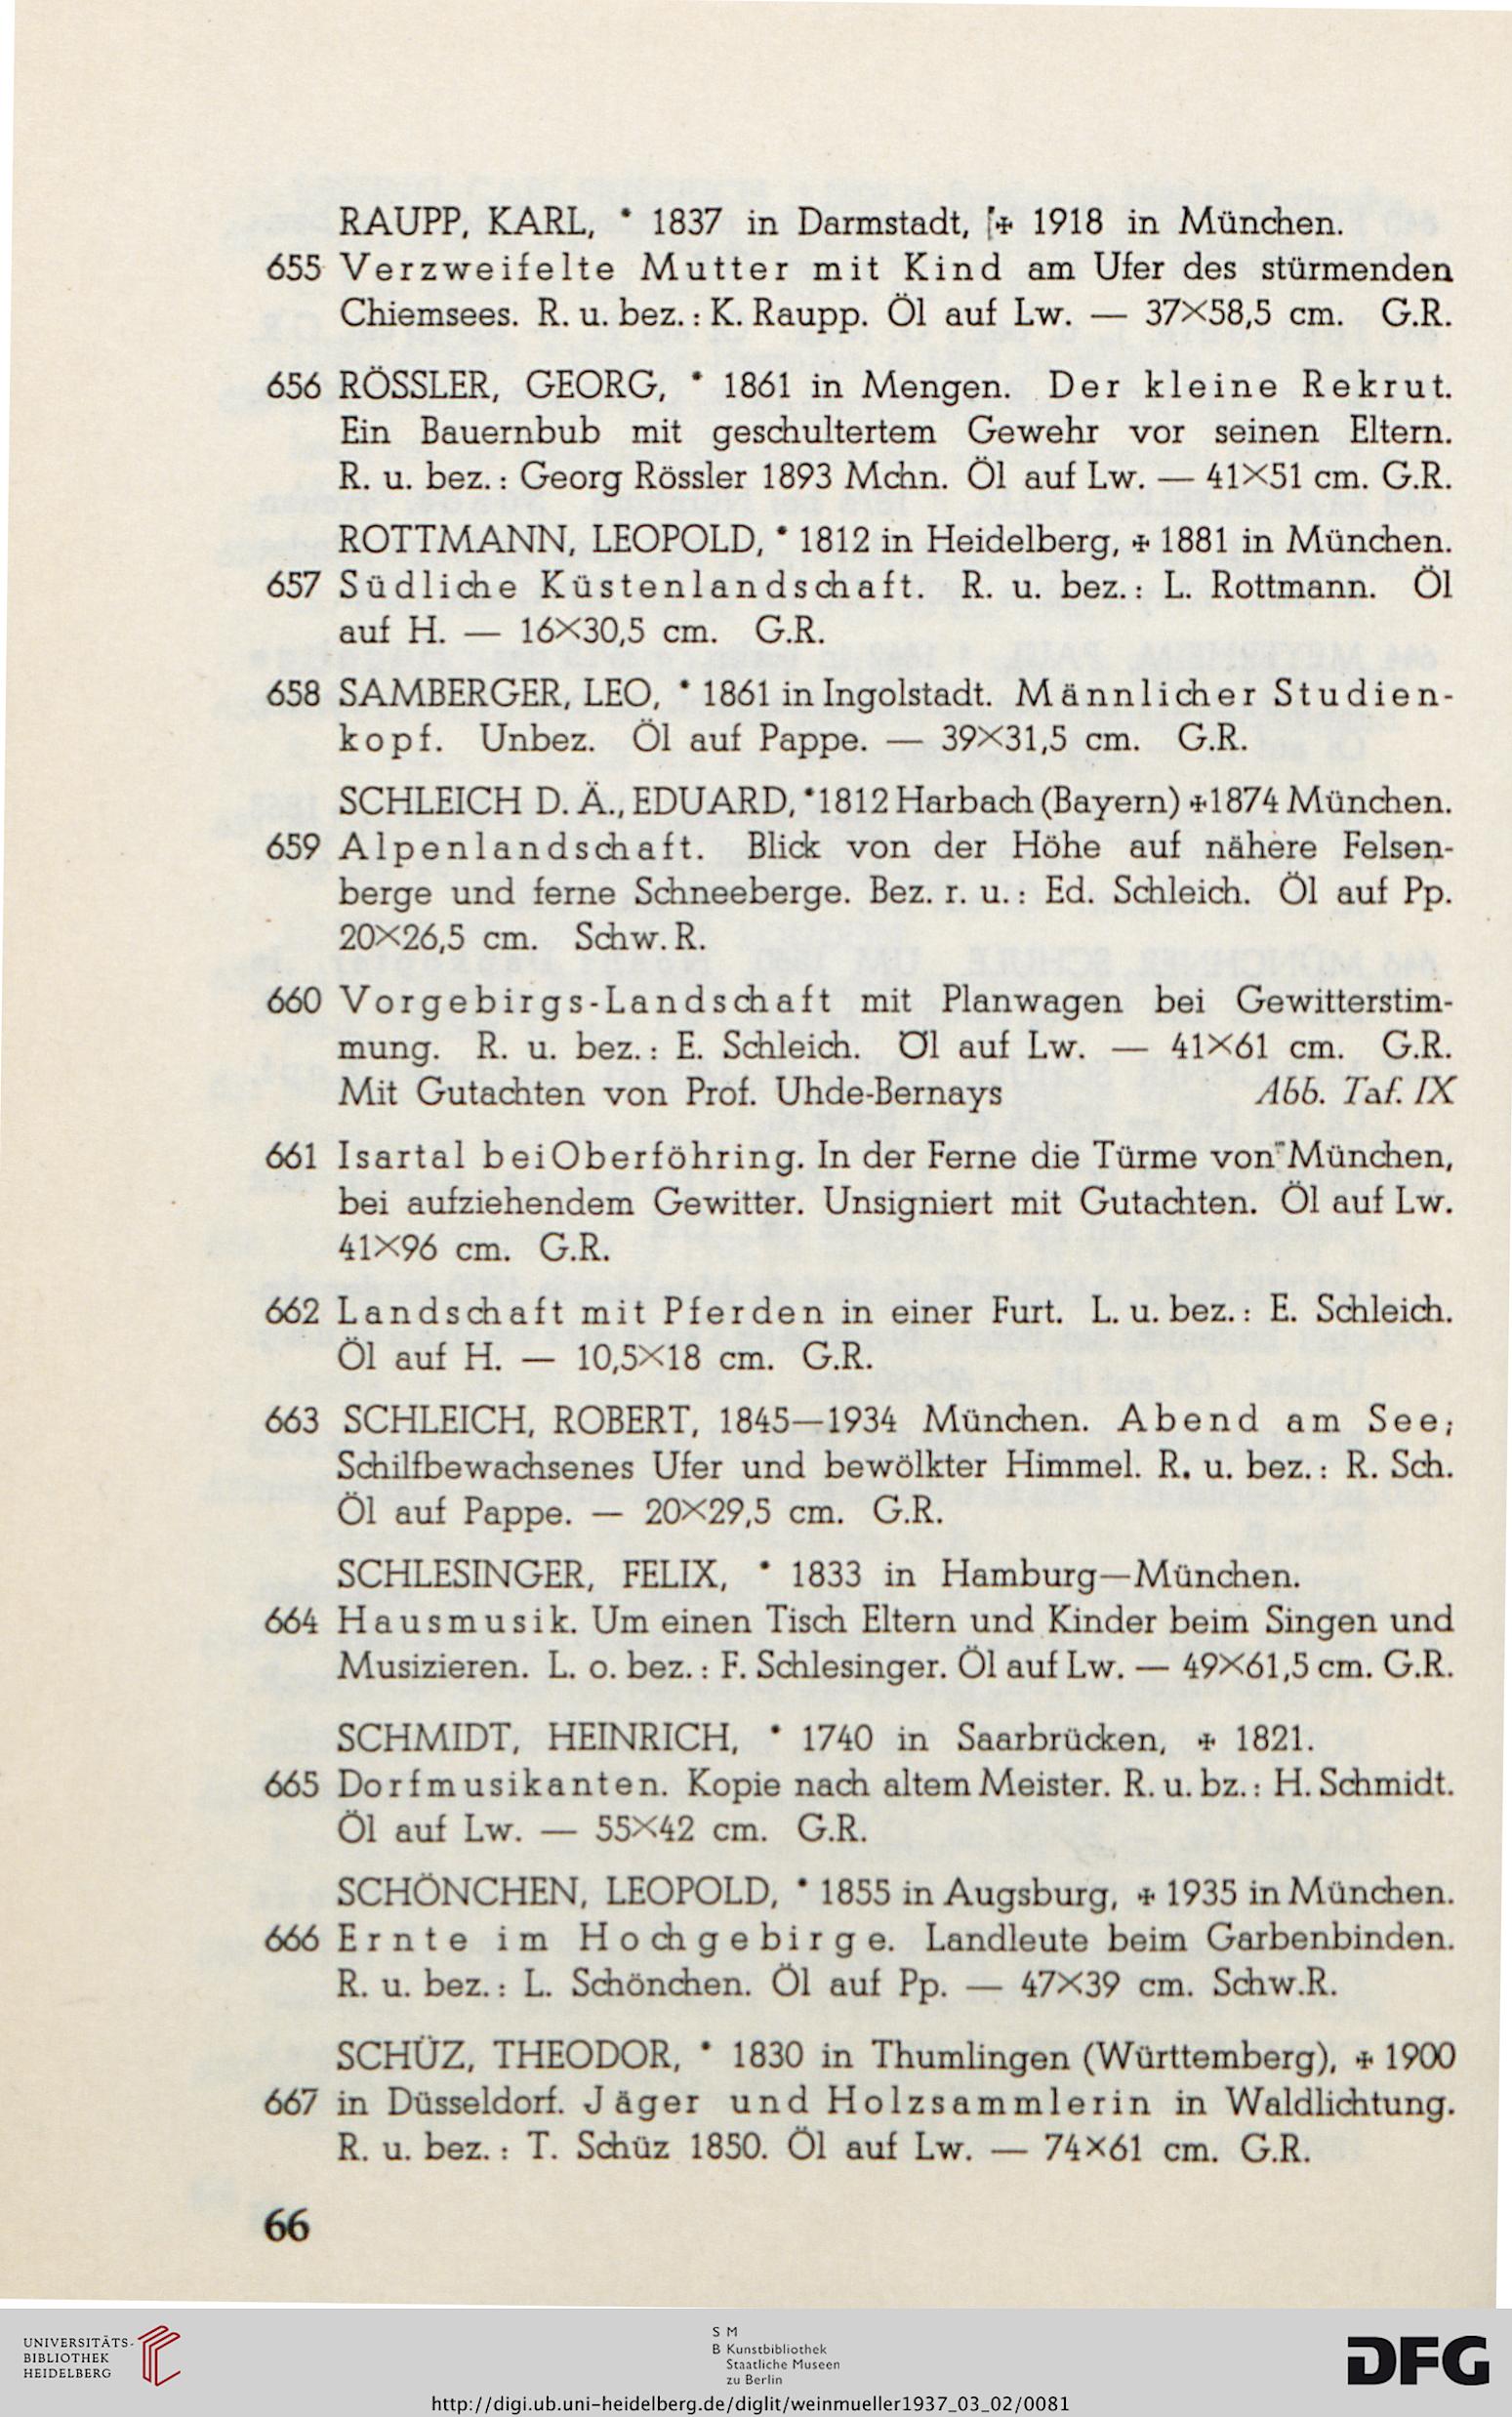 RAUPP, KARL, * 1837 in Darmstadt, [✠ 1918 in München.
655 Verzweifelte Mutter mit Kind am Ufer des stürmenden
Chiemsees. R. u. bez.: K. Raupp. Öl auf Lw. — 37×58,5 cm. G.R.
656 RÖSSLER, GEORG, * 1861 in Mengen. Der kleine Rekrut.
Ein Bauernbub mit geschultertem Gewehr vor seinen Eltern.
R. u. bez.: Georg Rössler 1893 Mchn. Öl auf Lw. — 41×51 cm. G.R.
ROTTMANN, LEOPOLD, * 1812 in Heidelberg, ✠ 1881 in München.
657 Südliche Küstenlandschaft. R. u. bez.: L. Rottmann. Öl
auf H. — 16×30,5 cm. G.R.
658 SAMBERGER, LEO, * 1861 in Ingolstadt. Männlicher Studien-
kopf. Unbez. Öl auf Pappe. — 39×31,5 cm. G.R.
SCHLEICH D. Ä., EDUARD, *1812 Harbach (Bayern) ✠1874 München.
659 Alpenlandschaft. Blick von der Höhe auf nähere Felsen-
berge und ferne Schneeberge. Bez. r. u.: Ed. Schleich. Öl auf Pp.
20×26,5 cm. Schw. R.
660 Vorgebirgs-Landschaft mit Planwagen bei Gewitterstim-
mung. R. u. bez.: E. Schleich. Öl auf Lw. — 41×61 cm. G.R.
Mit Gutachten von Prof. Uhde-Bernays Abb. Taf. IX
661 Isartal bei Oberföhring. In der Ferne die Türme von München,
bei aufziehendem Gewitter. Unsigniert mit Gutachten. Öl auf Lw.
41×96 cm. G.R.
662 Landschaft mit Pferden in einer Furt. L. u. bez.: E. Schleich.
Öl auf H. — 10,5×18 cm. G.R.
663 SCHLEICH, ROBERT, 1845—1934 München. Abend am See;
Schilfbewachsenes Ufer und bewölkter Himmel. R. u. bez.: R. Sch.
Öl auf Pappe. — 20×29,5 cm. G.R.
SCHLESINGER, FELIX, * 1833 in Hamburg—München.
664 Hausmusik. Um einen Tisch Eltern und Kinder beim Singen und
Musizieren. L. o. bez.: F. Schlesinger. Öl auf Lw. — 49×61,5 cm. G.R.
SCHMIDT, HEINRICH, * 1740 in Saarbrücken, ✠ 1821.
665 Dorfmusikanten. Kopie nach altem Meister. R. u. bz.: H. Schmidt.
Öl auf Lw. — 55×42 cm. G.R.
SCHÖNCHEN, LEOPOLD, * 1855 in Augsburg, ✠ 1935 in München.
666 Ernte im Hochgebirge. Landleute beim Garbenbinden.
R. u. bez.: L. Schönchen. Öl auf Pp. — 47×39 cm. Schw.R.
SCHÜZ, THEODOR, * 1830 in Thumlingen (Württemberg), ✠ 1900
667 in Düsseldorf. Jäger und Holzsammlerin in Waldlichtung.
R. u. bez.: T. Schüz 1850. Öl auf Lw. — 74×61 cm. G.R.
66
UNIVERSITÄTS-
BIBLIOTHEK
HEIDELBERG
S M
B Kunstbibliothek
Staatliche Museen
zu Berlin
DFG
http://digi.ub.uni-heidelberg.de/diglit/weinmueller1937_03_02/0081